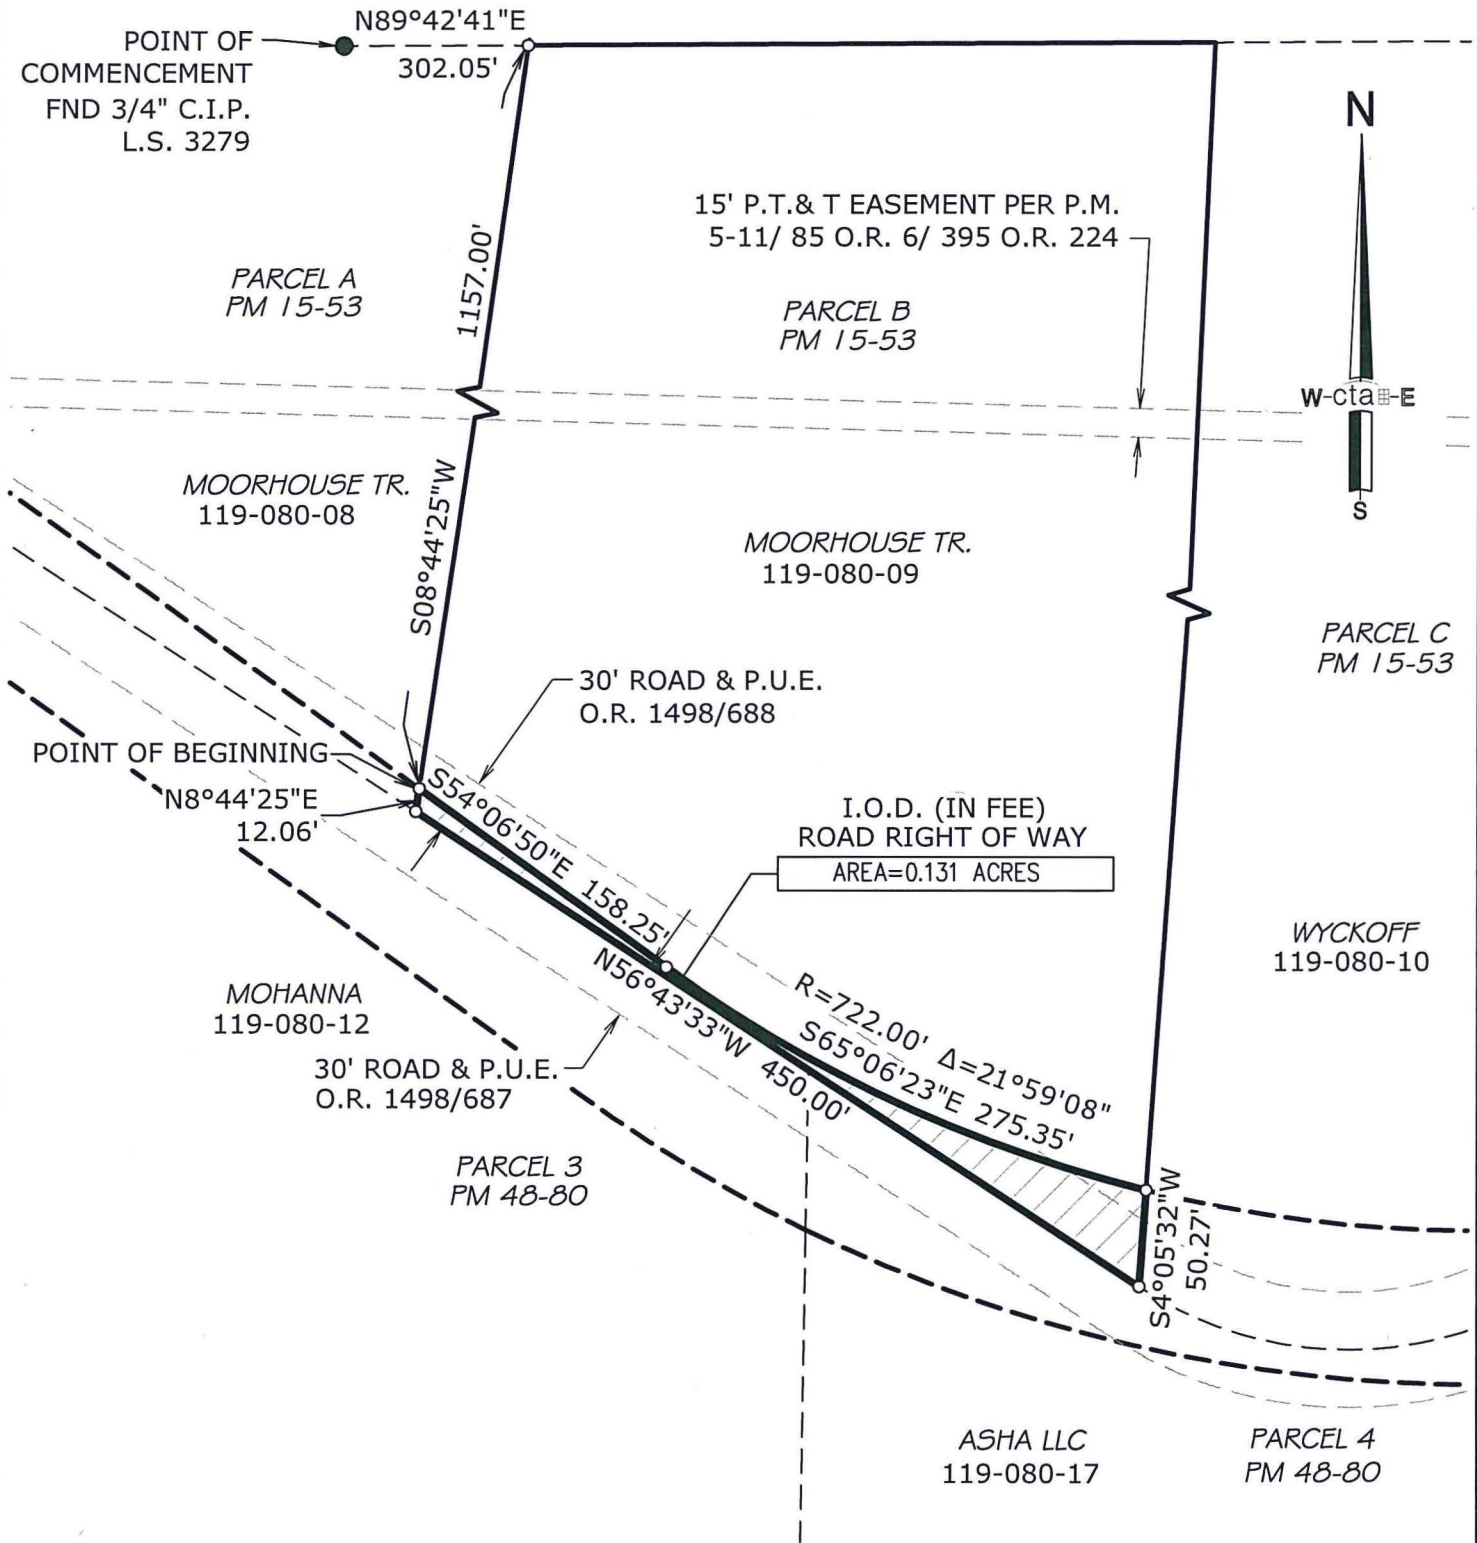 N89°42'41"E
302.05'
POINT OF
COMMENCEMENT
FND 3/4" C.I.P.
L.S. 3279
N
W-cta-E
S
15' P.T.& T EASEMENT PER P.M.
5-11/ 85 O.R. 6/ 395 O.R. 224
1157.00'
PARCEL A
PM 15-53
PARCEL B
PM 15-53
S08°44'25"W
MOORHOUSE TR.
119-080-08
MOORHOUSE TR.
119-080-09
PARCEL C
PM 15-53
30' ROAD & P.U.E.
O.R. 1498/688
POINT OF BEGINNING
N8°44'25"E
12.06'
S54°06'50"E 158.25'
I.O.D. (IN FEE)
ROAD RIGHT OF WAY
AREA=0.131 ACRES
WYCKOFF
119-080-10
N56°43'33"W 450.00'
R=722.00' Δ=21°59'08"
S65°06'23"E 275.35'
MOHANNA
119-080-12
30' ROAD & P.U.E.
O.R. 1498/687
PARCEL 3
PM 48-80
S4°05'32"W
50.27'
ASHA LLC
119-080-17
PARCEL 4
PM 48-80